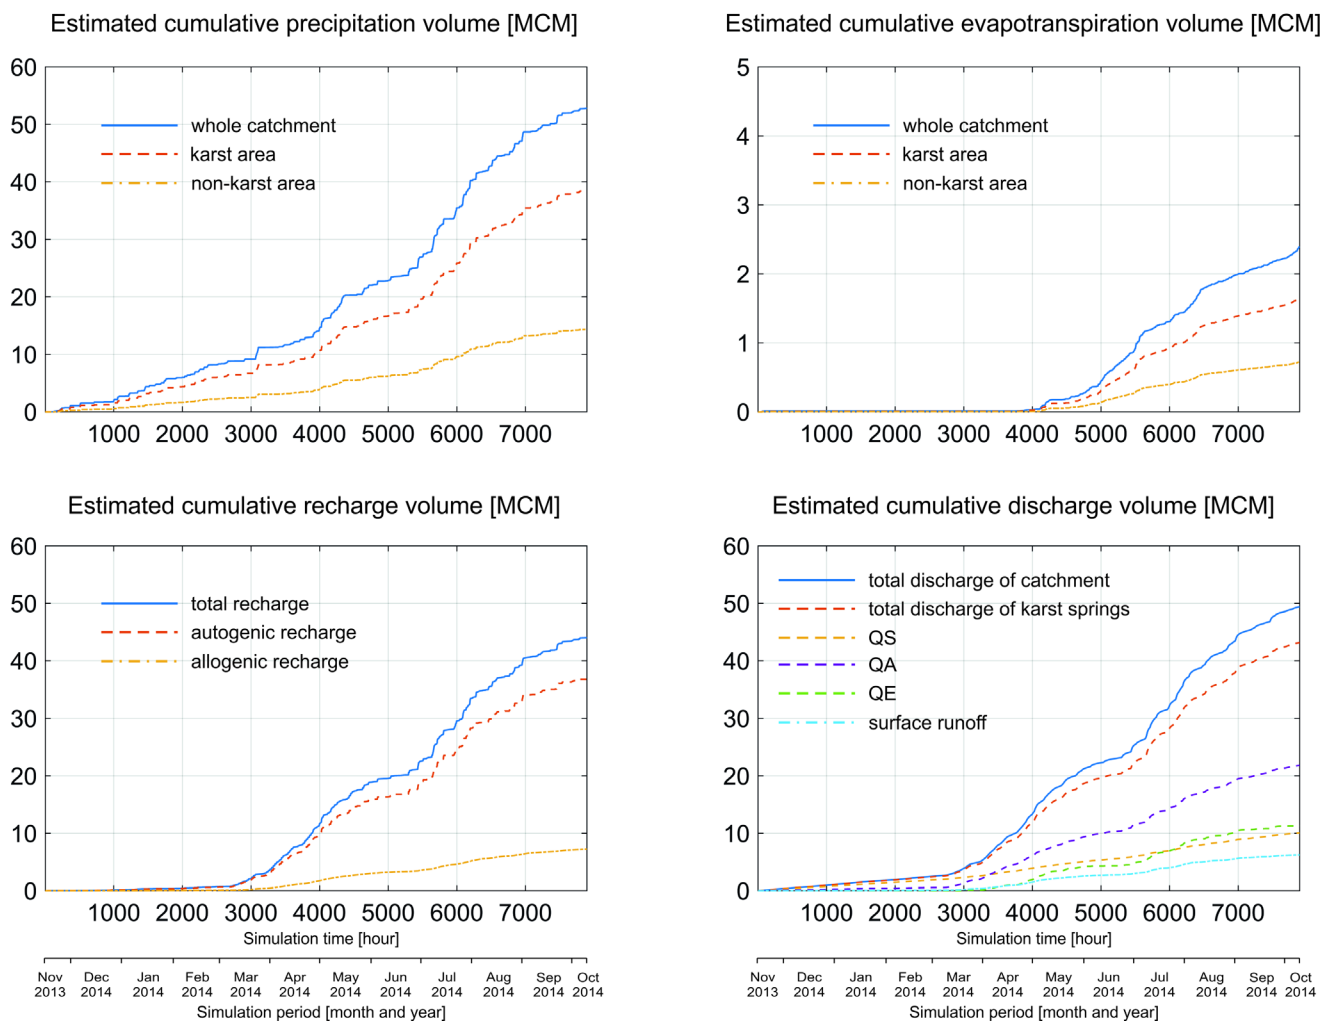 Estimated cumulative precipitation volume [MCM]
60
50
40
30
20
10
0
whole catchment
karst area
non-karst area
1000 2000 3000 4000 5000 6000 7000
Estimated cumulative evapotranspiration volume [MCM]
5
4
3
2
1
0
whole catchment
karst area
non-karst area
1000 2000 3000 4000 5000 6000 7000
Estimated cumulative recharge volume [MCM]
60
50
40
30
20
10
0
total recharge
autogenic recharge
allogenic recharge
1000 2000 3000 4000 5000 6000 7000
Simulation time [hour]
Nov Dec Jan Feb Mar Apr May Jun Jul Aug Sep Oct
2013 2014 2014 2014 2014 2014 2014 2014 2014 2014 2014 2014
Simulation period [month and year]
Estimated cumulative discharge volume [MCM]
60
50
40
30
20
10
0
total discharge of catchment
total discharge of karst springs
QS
QA
QE
surface runoff
1000 2000 3000 4000 5000 6000 7000
Simulation time [hour]
Nov Dec Jan Feb Mar Apr May Jun Jul Aug Sep Oct
2013 2014 2014 2014 2014 2014 2014 2014 2014 2014 2014 2014
Simulation period [month and year]